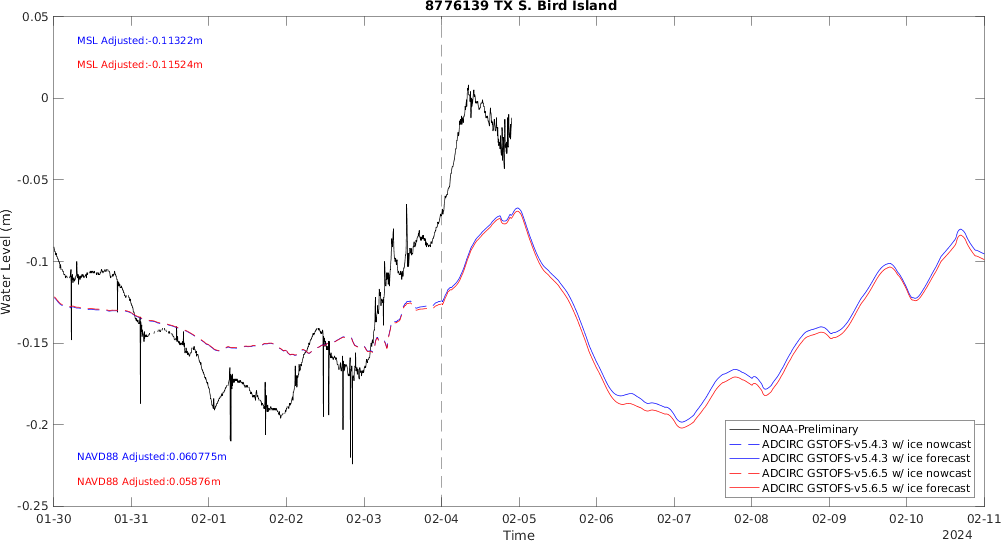 8776139 TX S. Bird Island
0.05
0
-0.05
-0.1
-0.15
-0.2
-0.25
Water Level (m)
MSL Adjusted:-0.11322m
MSL Adjusted:-0.11524m
NAVD88 Adjusted:0.060775m
NAVD88 Adjusted:0.05876m
NOAA-Preliminary
ADCIRC GSTOFS-v5.4.3 w/ ice nowcast
ADCIRC GSTOFS-v5.4.3 w/ ice forecast
ADCIRC GSTOFS-v5.6.5 w/ ice nowcast
ADCIRC GSTOFS-v5.6.5 w/ ice forecast
01-30 01-31 02-01 02-02 02-03 02-04 02-05 02-06 02-07 02-08 02-09 02-10 02-11
Time
2024